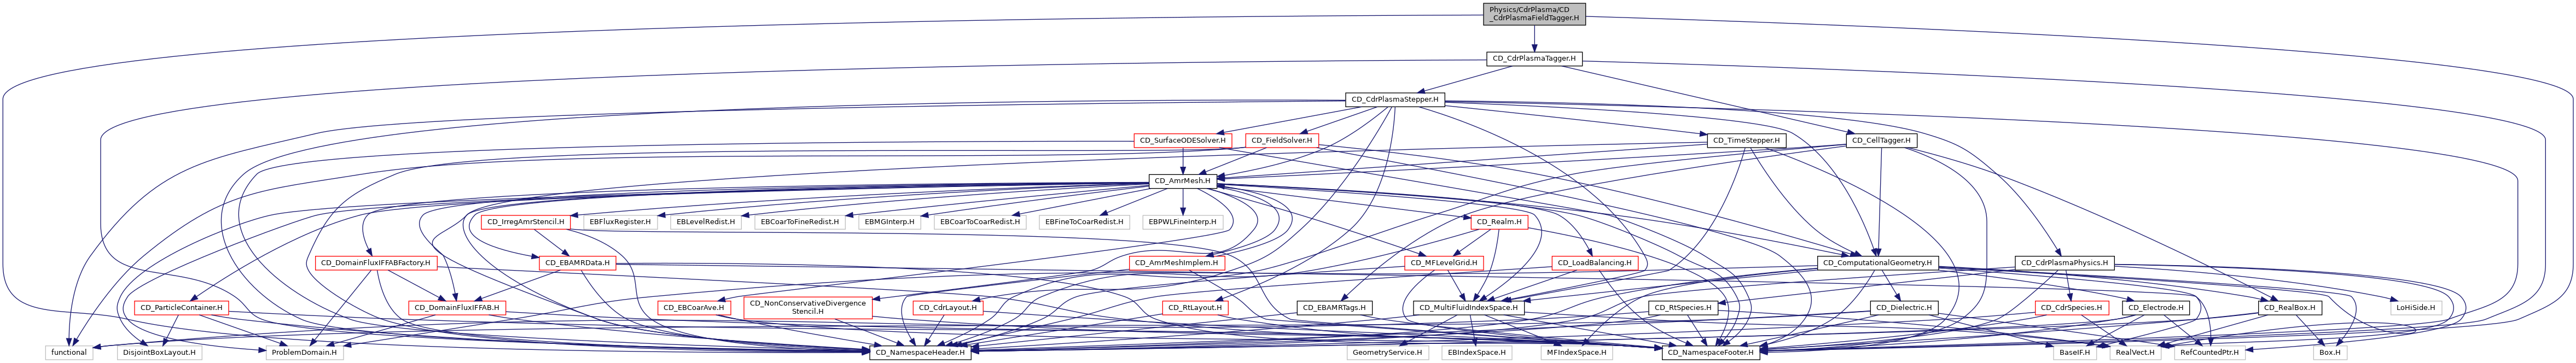 Physics/CdrPlasma/CD
_CdrPlasmaFieldTagger.H
CD_CdrPlasmaTagger.H
CD_CdrPlasmaStepper.H
CD_SurfaceODESolver.H
CD_FieldSolver.H
CD_TimeStepper.H
CD_CellTagger.H
CD_AmrMesh.H
CD_IrregAmrStencil.H
EBFluxRegister.H
EBLevelRedist.H
EBCoarToFineRedist.H
EBMGInterp.H
EBCoarToCoarRedist.H
EBFineToCoarRedist.H
EBPWLFineInterp.H
CD_Realm.H
CD_DomainFluxIFFABFactory.H
CD_EBAMRData.H
CD_AmrMeshImplem.H
CD_MFLevelGrid.H
CD_LoadBalancing.H
CD_ComputationalGeometry.H
CD_CdrPlasmaPhysics.H
CD_ParticleContainer.H
CD_DomainFluxIFFAB.H
CD_EBCoarAve.H
CD_NonConservativeDivergence
Stencil.H
CD_CdrLayout.H
CD_RtLayout.H
CD_EBAMRTags.H
CD_MultiFluidIndexSpace.H
CD_RtSpecies.H
CD_Dielectric.H
CD_CdrSpecies.H
CD_Electrode.H
CD_RealBox.H
LoHiSide.H
functional
DisjointBoxLayout.H
ProblemDomain.H
CD_NamespaceHeader.H
GeometryService.H
EBIndexSpace.H
MFIndexSpace.H
CD_NamespaceFooter.H
BaseIF.H
RealVect.H
RefCountedPtr.H
Box.H